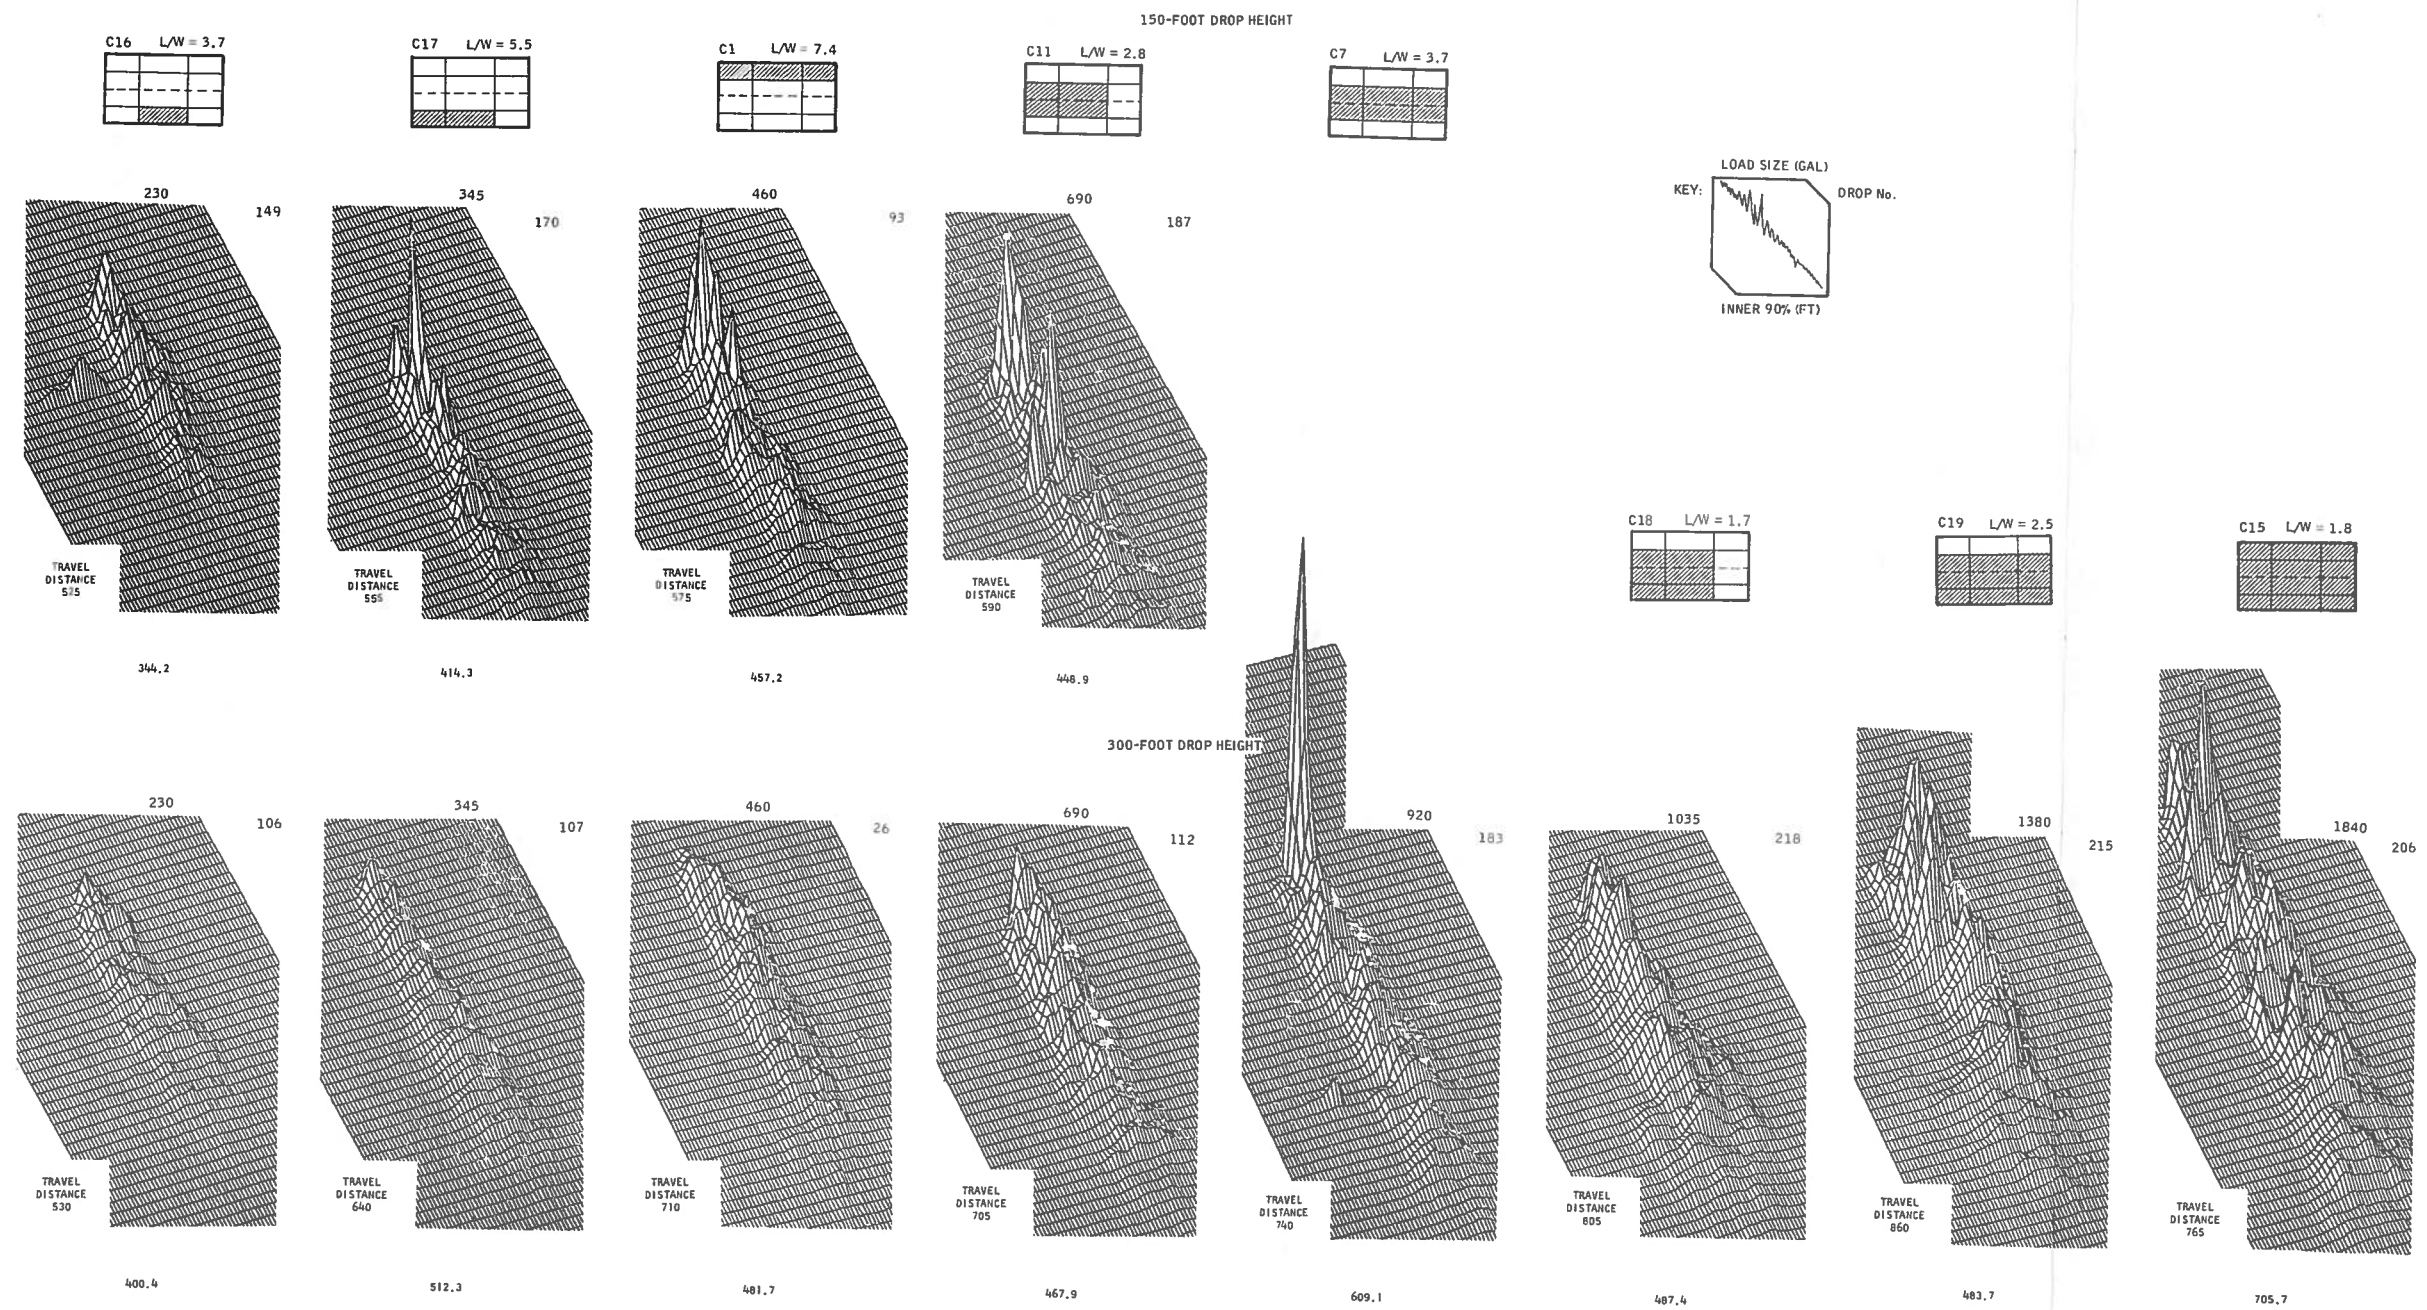 150-FOOT DROP HEIGHT
C16 L/W = 3.7
C17 L/W = 5.5
C1 L/W = 7.4
C11 L/W = 2.8
C7 L/W = 3.7
KEY:
LOAD SIZE (GAL)
DROP No.
INNER 90% (FT)
230
149
345
170
460
93
690
187
TRAVEL
DISTANCE
525
TRAVEL
DISTANCE
555
TRAVEL
DISTANCE
575
TRAVEL
DISTANCE
590
344.2
414.3
457.2
448.9
C18 L/W = 1.7
C19 L/W = 2.5
C15 L/W = 1.8
300-FOOT DROP HEIGHT
230
106
345
107
460
26
690
112
920
183
1035
218
1380
215
1840
206
TRAVEL
DISTANCE
530
TRAVEL
DISTANCE
640
TRAVEL
DISTANCE
710
TRAVEL
DISTANCE
705
TRAVEL
DISTANCE
740
TRAVEL
DISTANCE
805
TRAVEL
DISTANCE
860
TRAVEL
DISTANCE
765
400.4
512.3
481.7
467.9
609.1
487.4
483.7
705.7